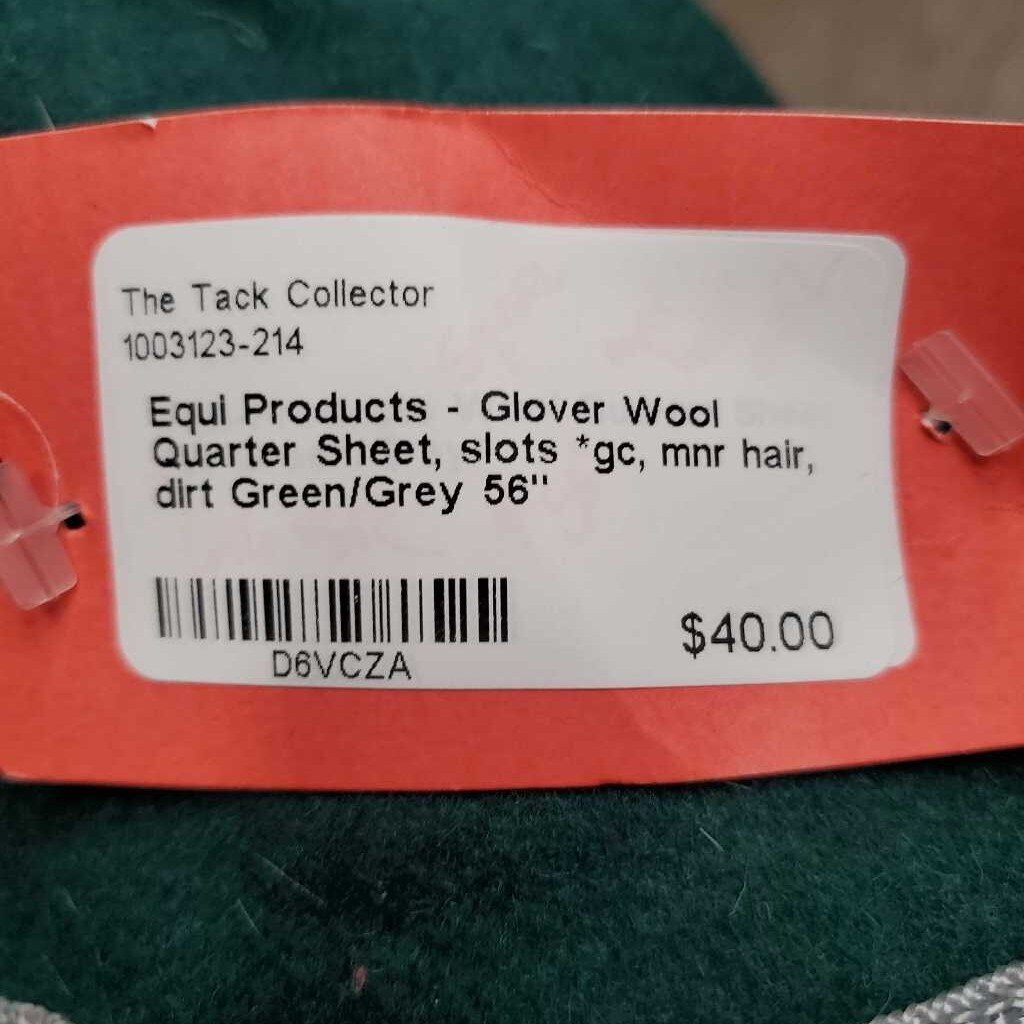 The Tack Collector
1003123-214
Equi Products - Glover Wool
Quarter Sheet, slots *gc, mnr hair,
dirt Green/Grey 56"
D6VCZA
$40.00